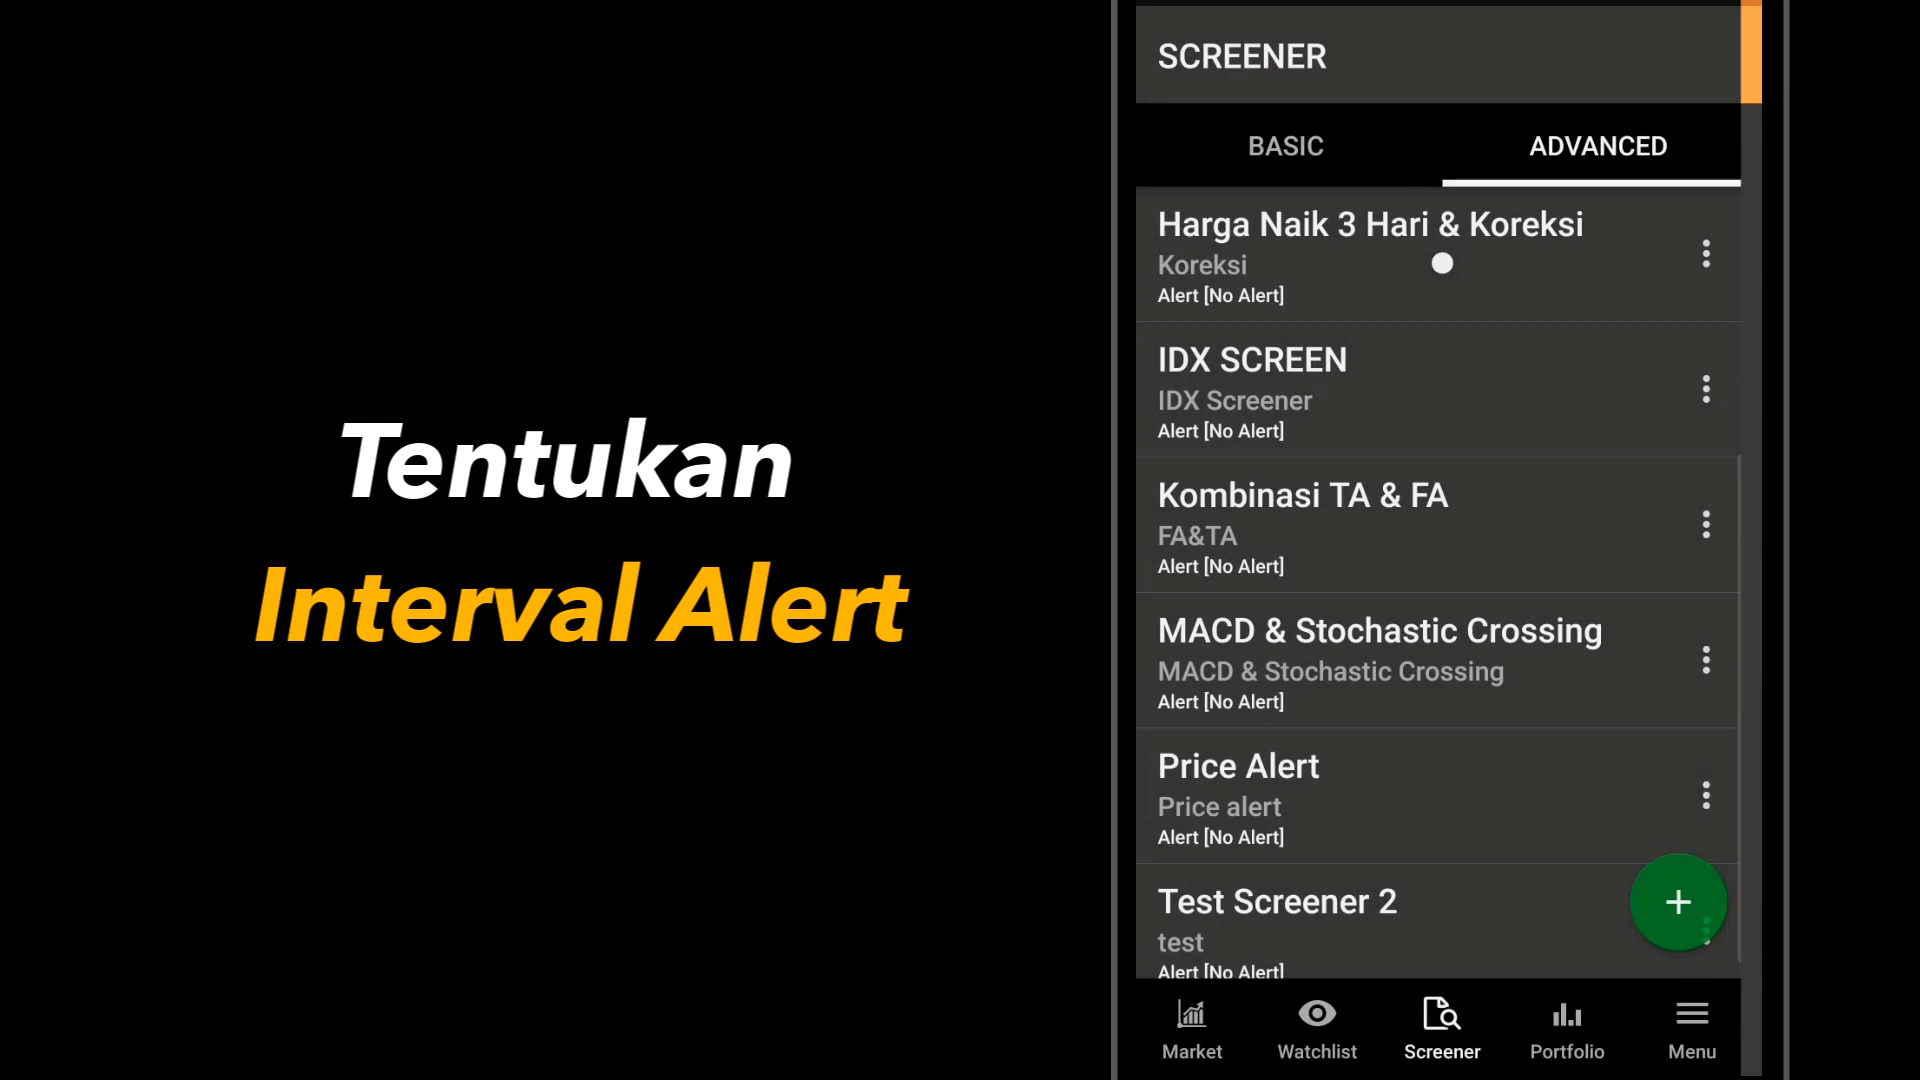 Tentukan
Interval Alert
SCREENER
BASIC
ADVANCED
Harga Naik 3 Hari & Koreksi
Koreksi
Alert [No Alert]
IDX SCREEN
IDX Screener
Alert [No Alert]
Kombinasi TA & FA
FA&TA
Alert [No Alert]
MACD & Stochastic Crossing
MACD & Stochastic Crossing
Alert [No Alert]
Price Alert
Price alert
Alert [No Alert]
Test Screener 2
test
Alert [No Alert]
Market
Watchlist
Screener
Portfolio
Menu